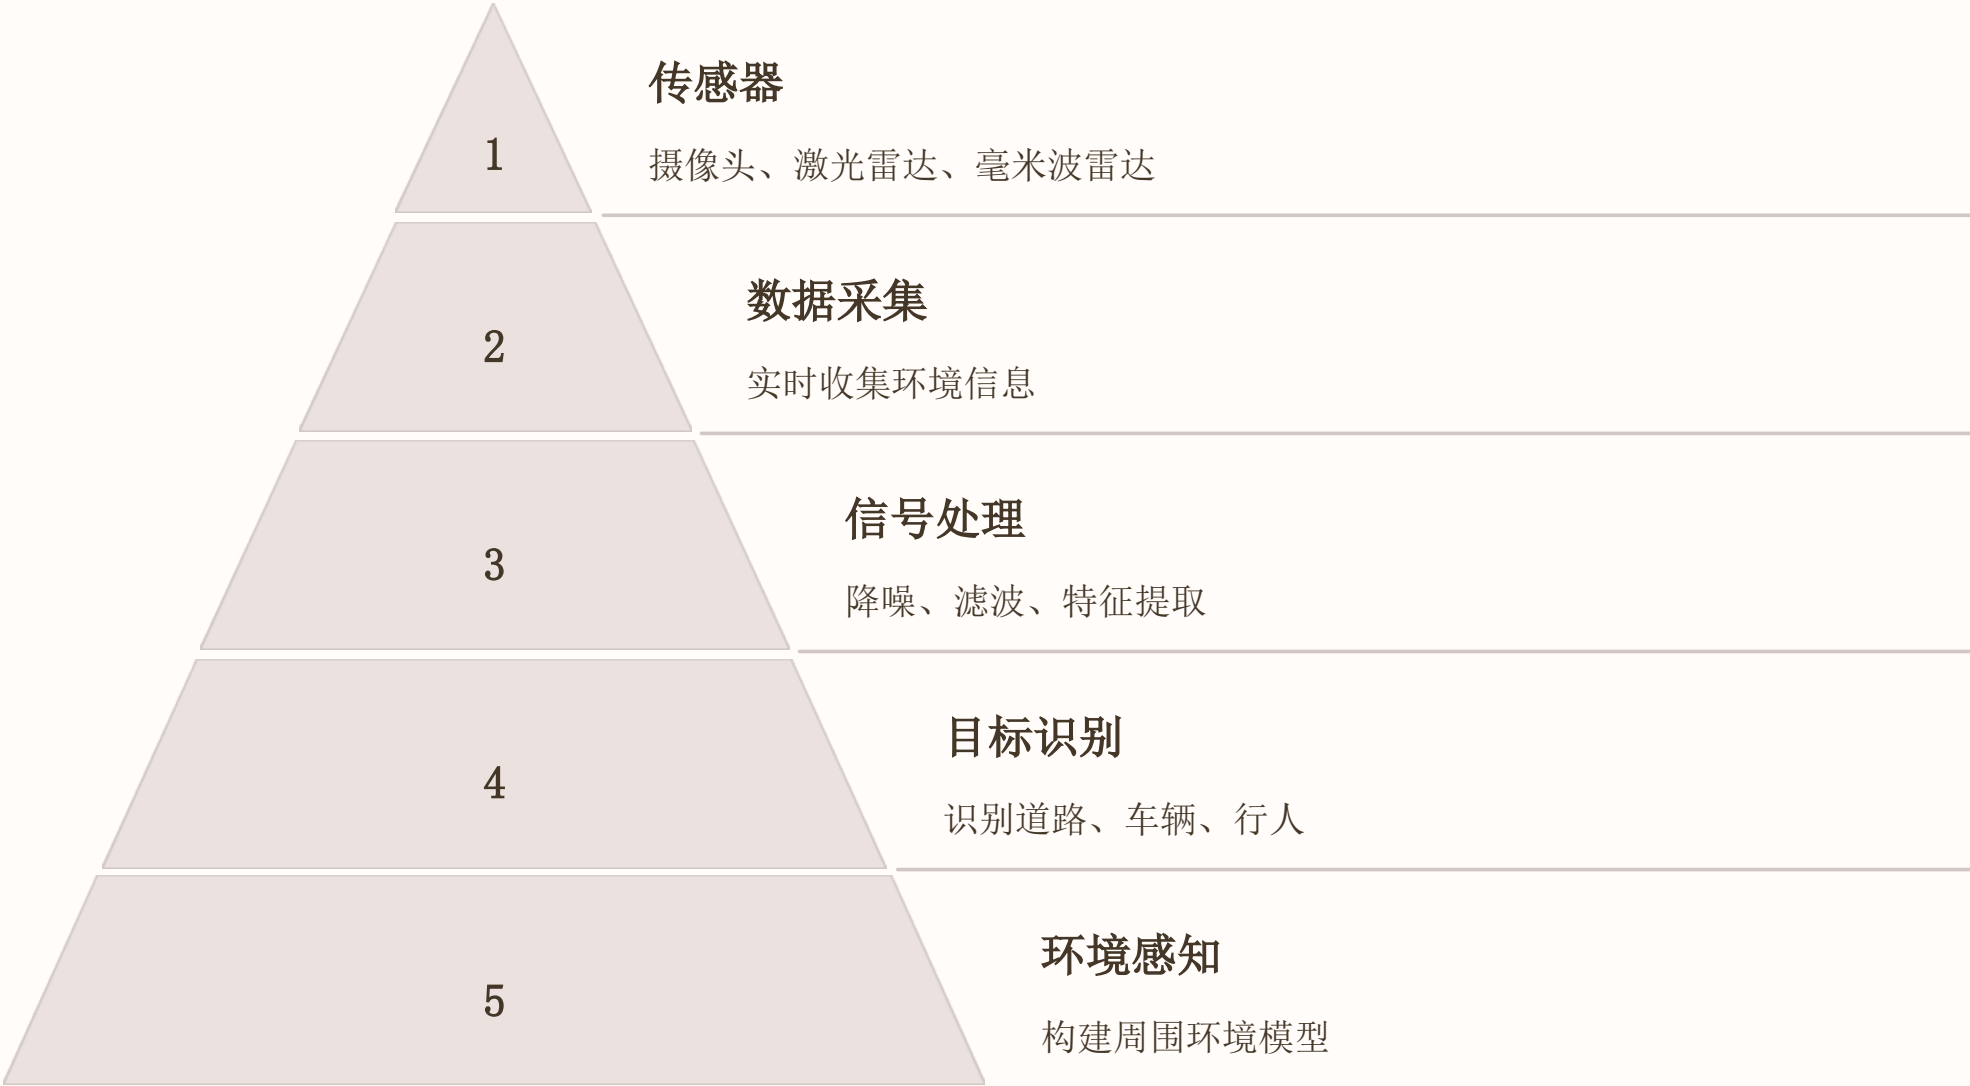 1
传感器
摄像头、激光雷达、毫米波雷达
2
数据采集
实时收集环境信息
3
信号处理
降噪、滤波、特征提取
4
目标识别
识别道路、车辆、行人
5
环境感知
构建周围环境模型